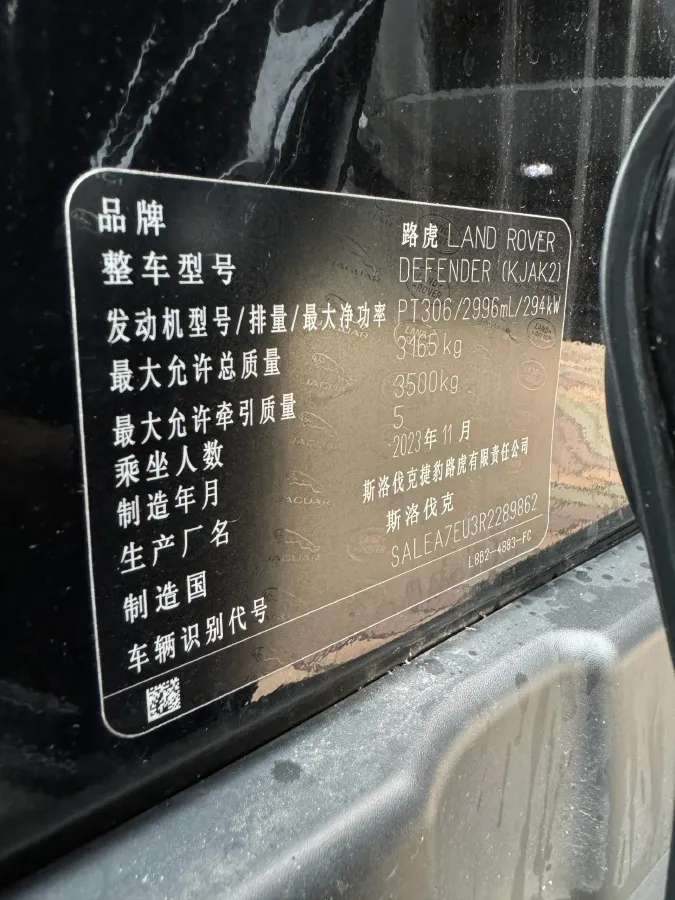 品牌 路虎 LAND ROVER
整车型号 DEFENDER (KJAK2)
发动机型号/排量/最大净功率 PT306/2996mL/294kW
最大允许总质量 3165kg
最大允许牵引质量 3500kg
乘坐人数 5
制造年月 2023年11月
生产厂名 斯洛伐克捷豹路虎有限责任公司
制造国 斯洛伐克
车辆识别代号 SALEA7EU3R2289862
L8B2-4983-FC
JAGUAR
JAGUAR
JAGUAR
JAGUAR